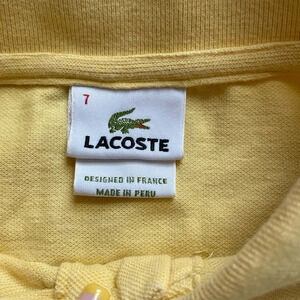 7
LACOSTE
DESIGNED IN FRANCE
MADE IN PERU